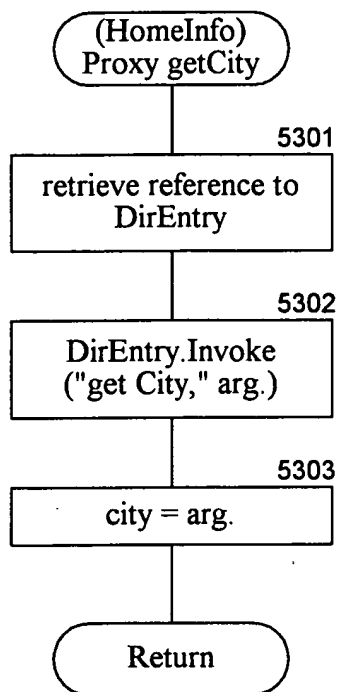 (HomeInfo)
Proxy getCity
5301
retrieve reference to
DirEntry
5302
DirEntry.Invoke
("get City," arg.)
5303
city = arg.
Return